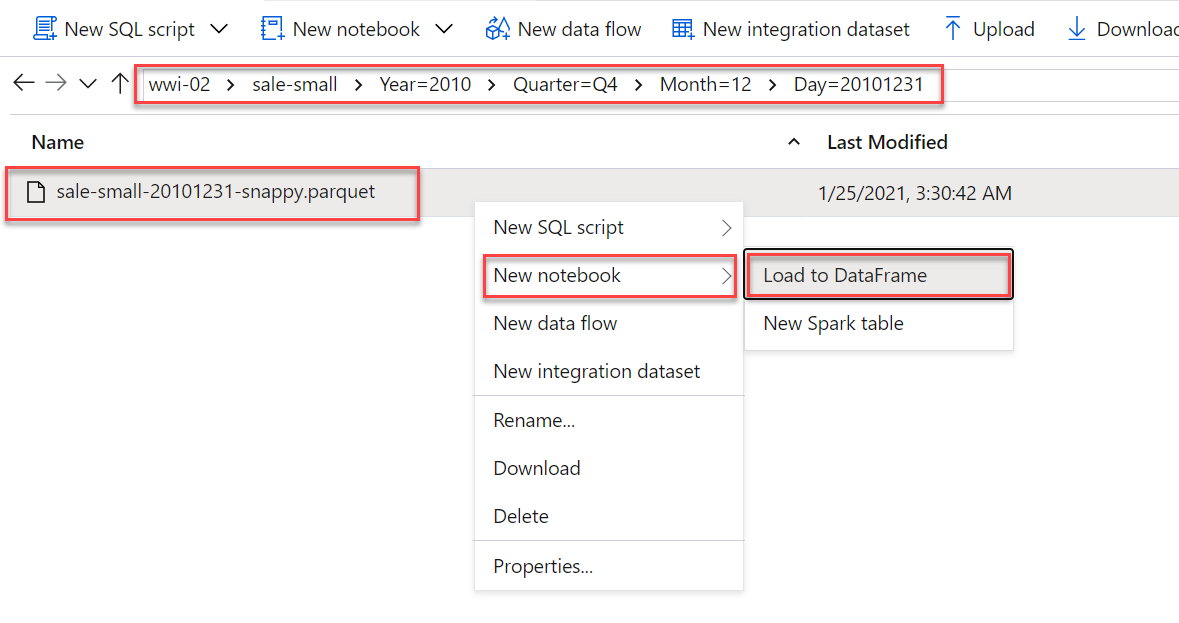 New SQL script New notebook New data flow New integration dataset Upload Download
wwi-02 > sale-small > Year=2010 > Quarter=Q4 > Month=12 > Day=20101231
Name Last Modified
sale-small-20101231-snappy.parquet 1/25/2021, 3:30:42 AM
New SQL script
New notebook Load to DataFrame
New data flow New Spark table
New integration dataset
Rename...
Download
Delete
Properties...